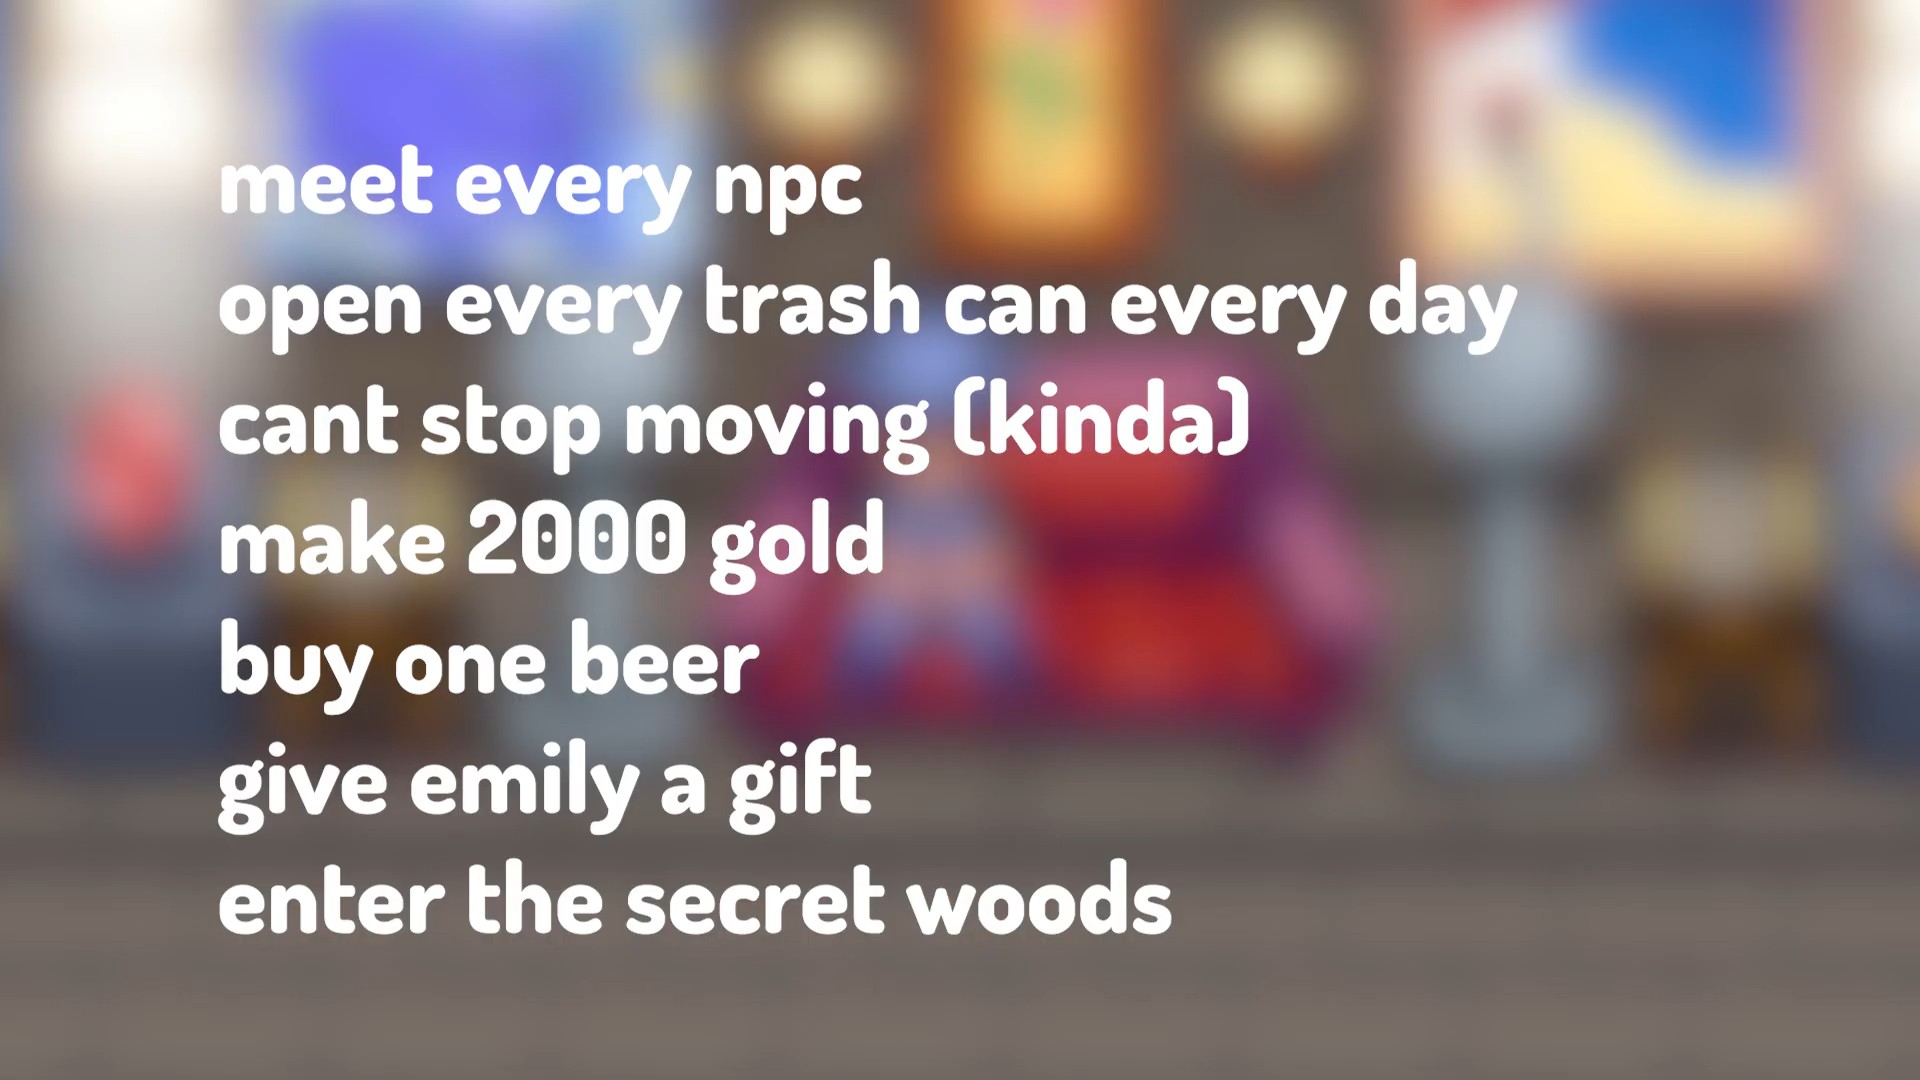 meet every npc
open every trash can every day
cant stop moving (kinda)
make 2000 gold
buy one beer
give emily a gift
enter the secret woods